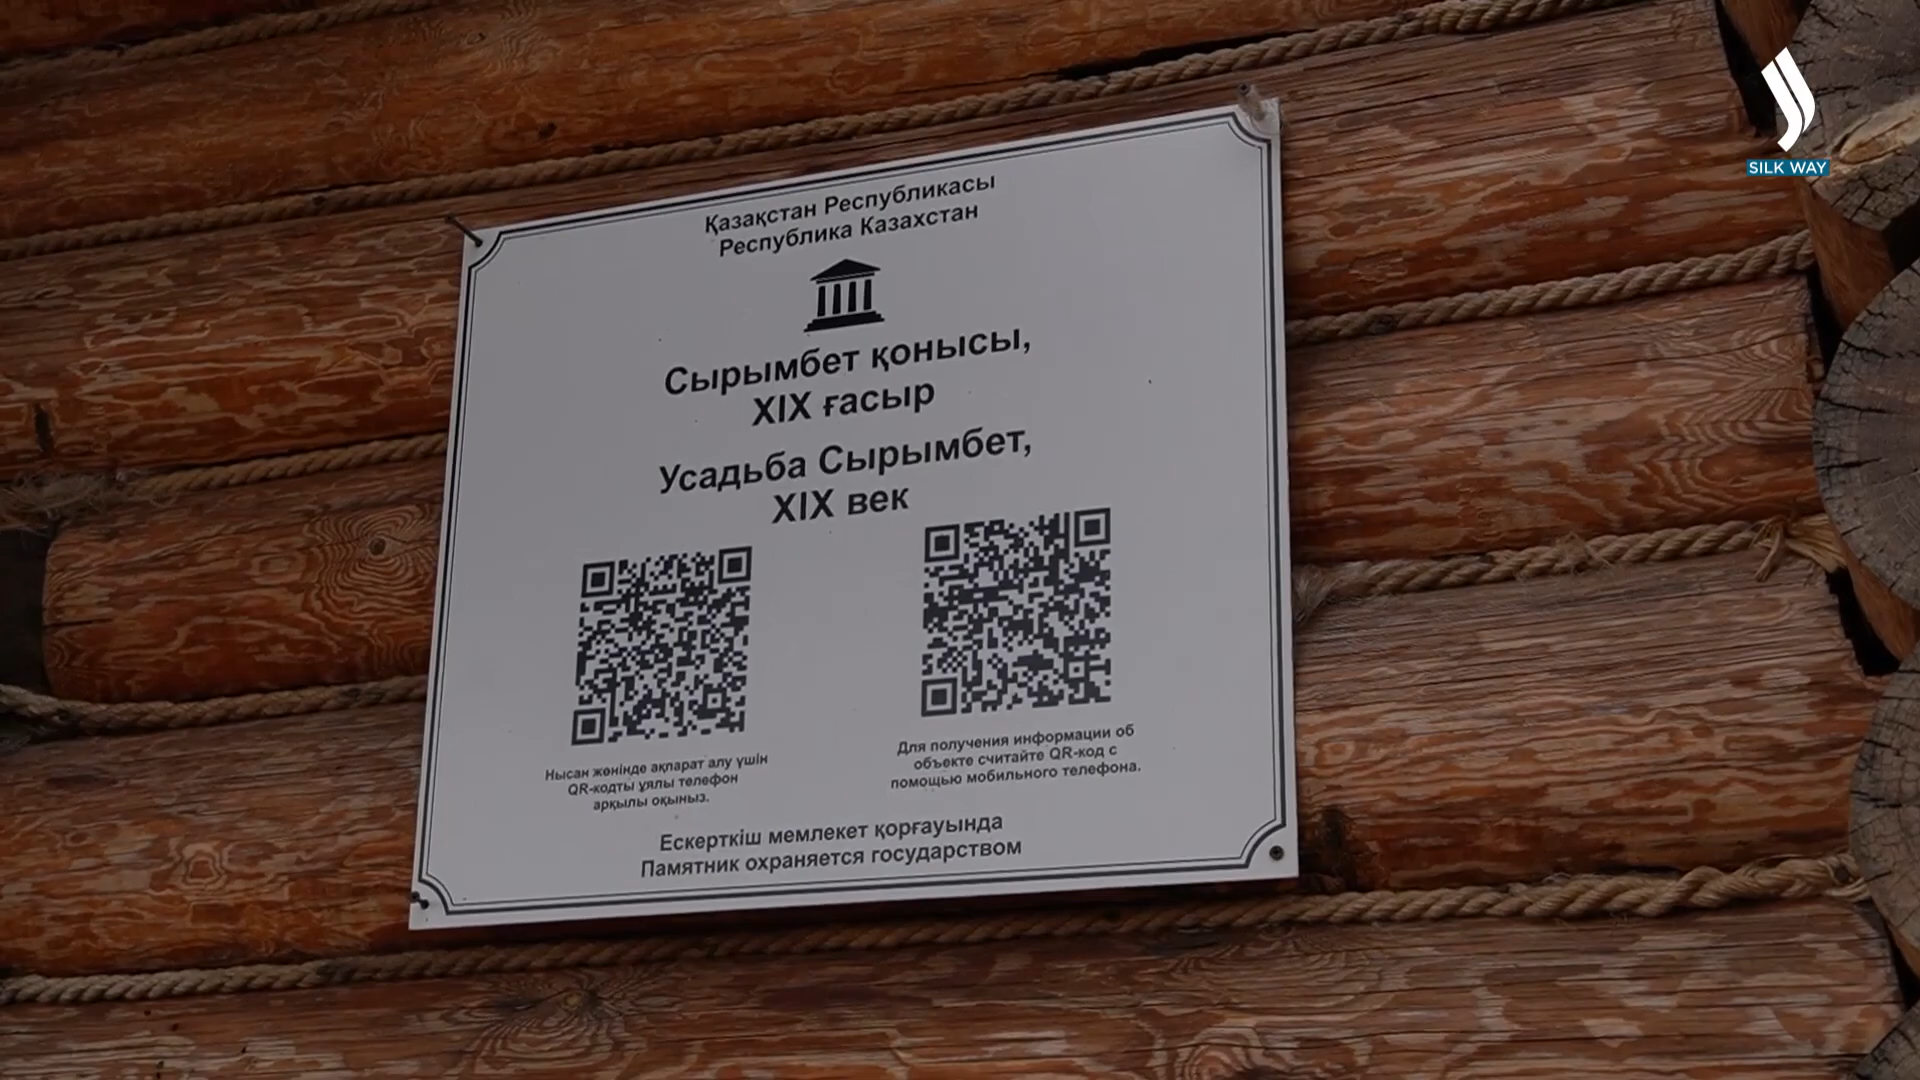 SILK WAY
Қазақстан Республикасы
Республика Казахстан
Сырымбет қонысы,
XIX ғасыр
Усадьба Сырымбет,
XIX век
Нысан жөнінде ақпарат алу үшін
QR-кодты ұялы телефон
арқылы оқыңыз.
Для получения информации об
объекте считайте QR-код с
помощью мобильного телефона.
Ескерткіш мемлекет қорғауында
Памятник охраняется государством